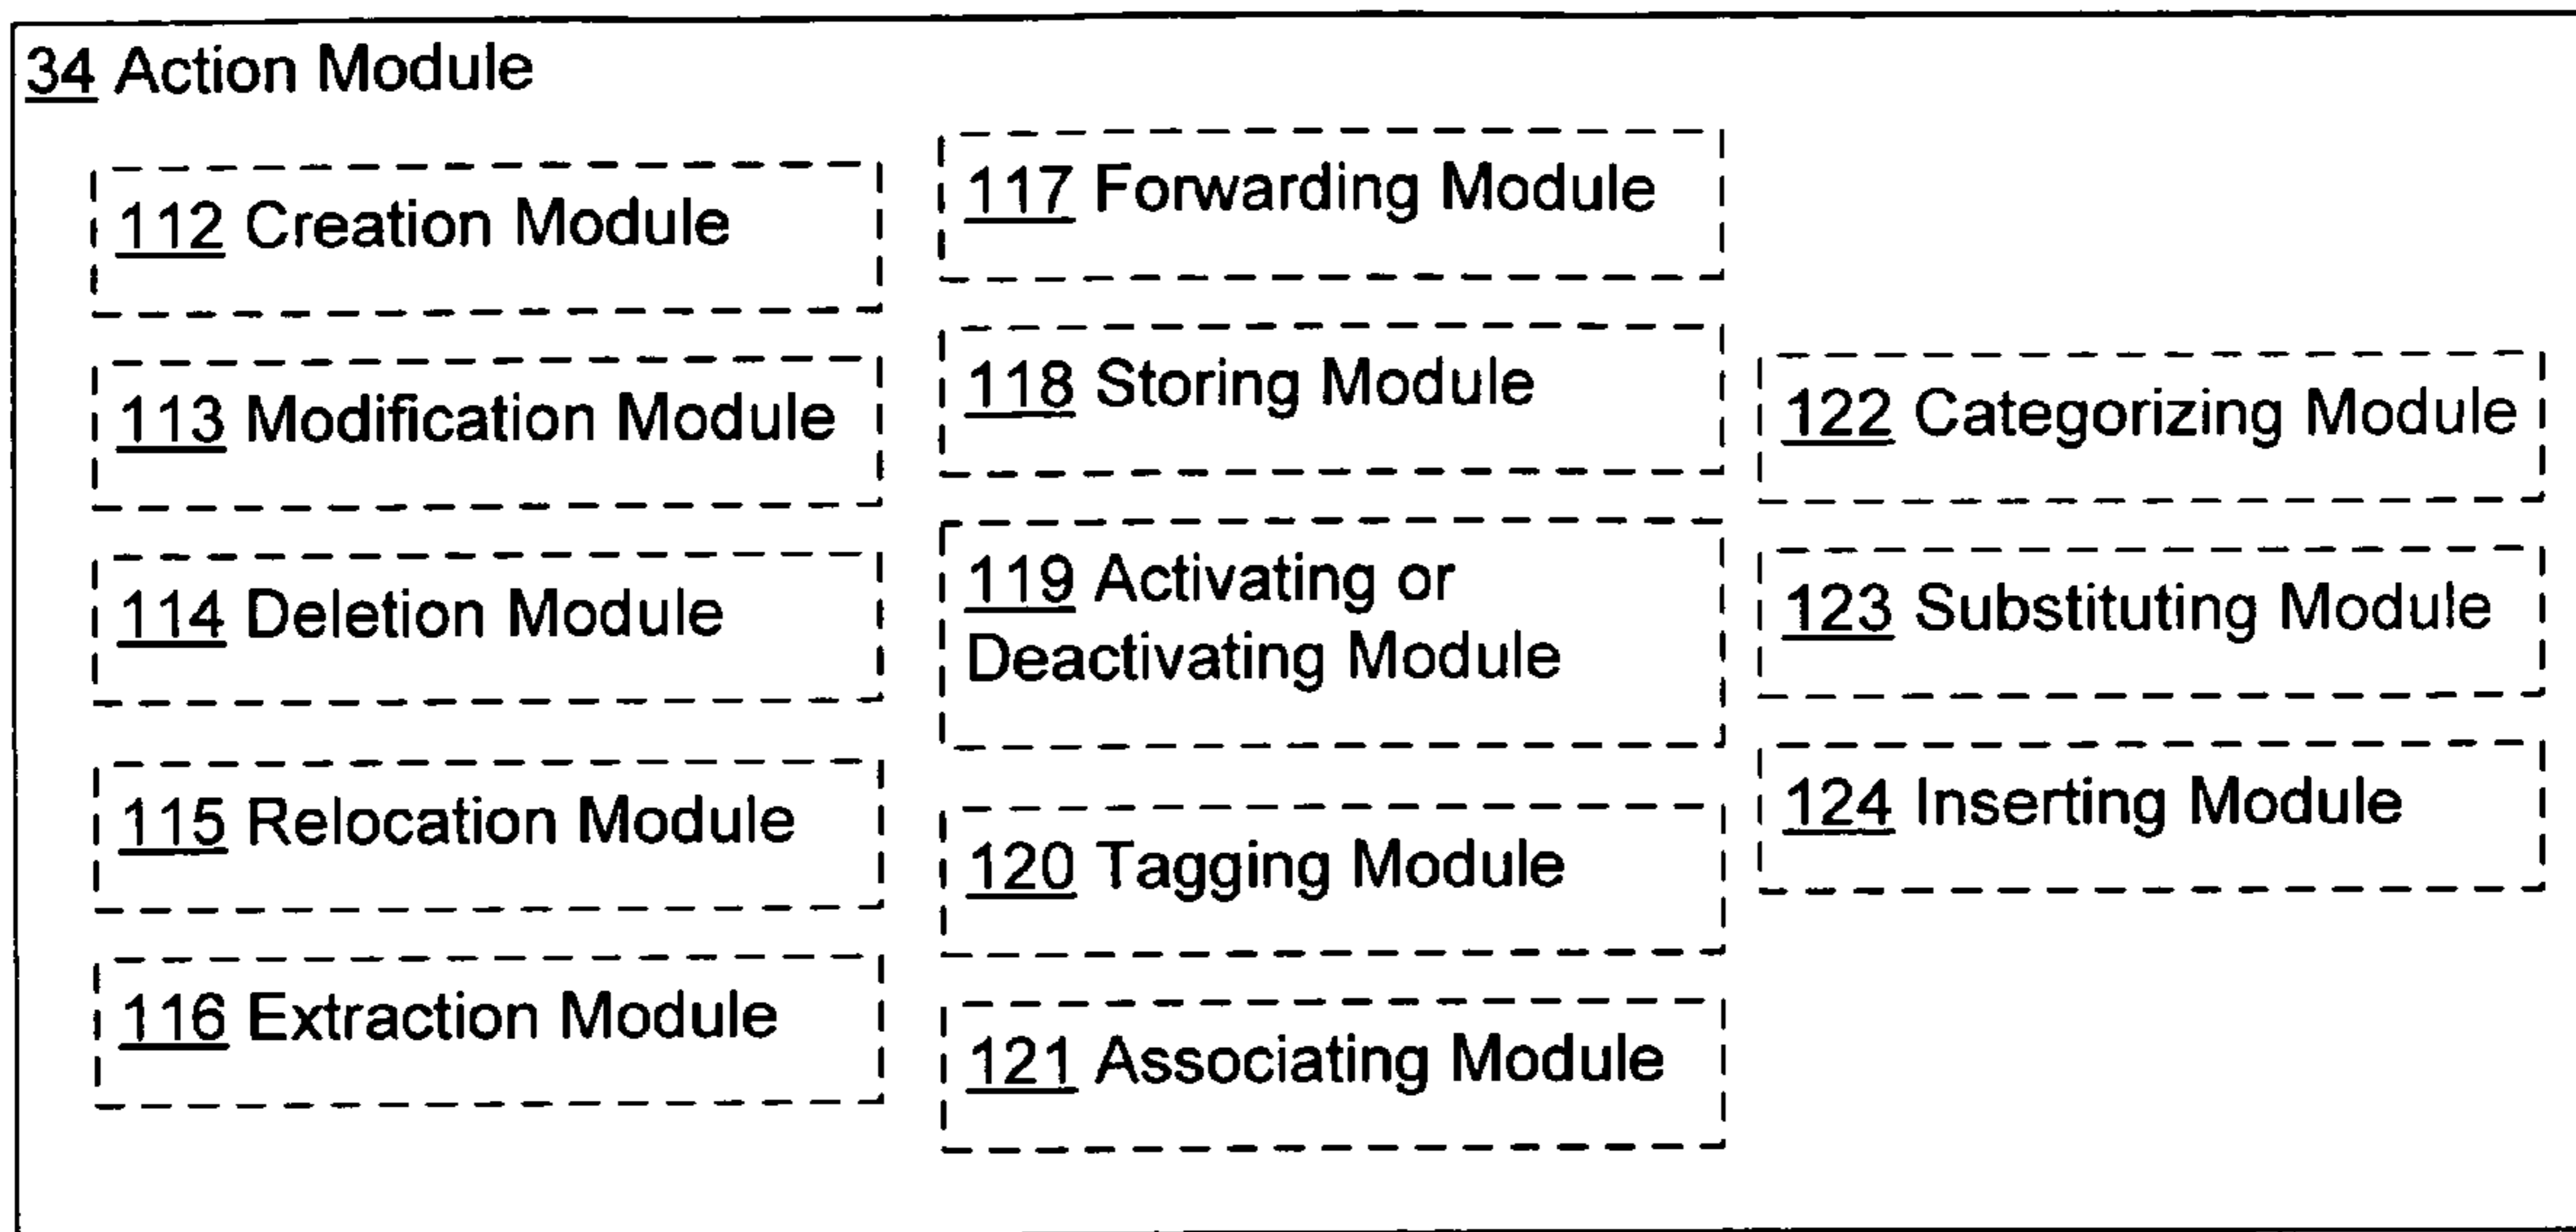 34 Action Module
112 Creation Module
113 Modification Module
114 Deletion Module
115 Relocation Module
116 Extraction Module
117 Forwarding Module
118 Storing Module
119 Activating or
Deactivating Module
120 Tagging Module
121 Associating Module
122 Categorizing Module
123 Substituting Module
124 Inserting Module